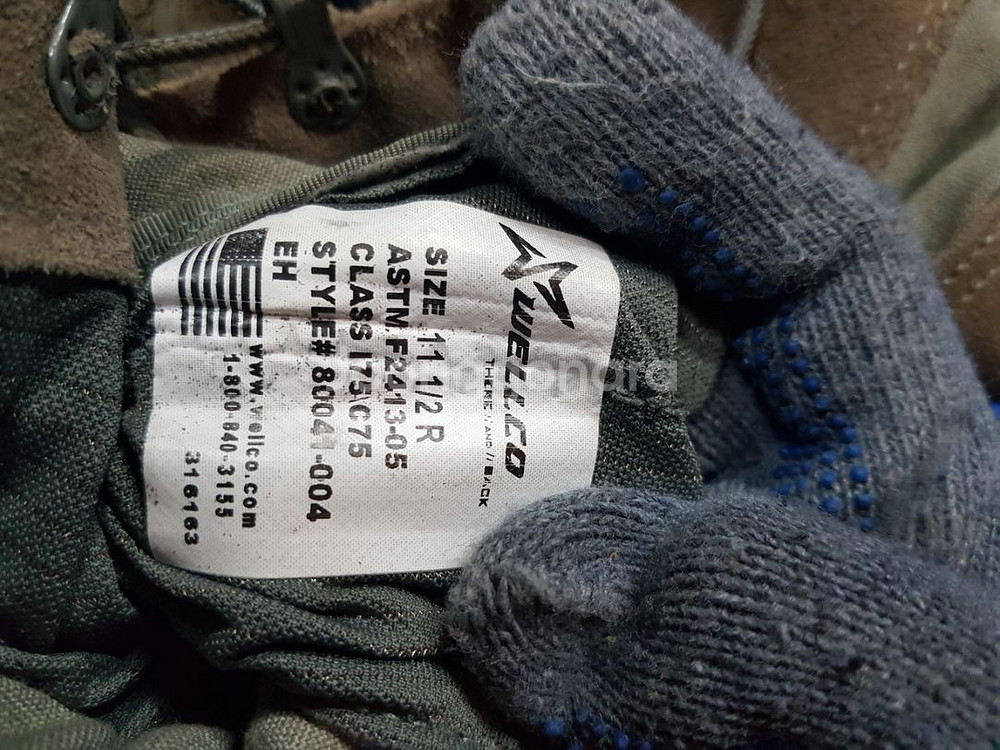 WELLCO
THERE AND // BACK
SIZE 11 1/2 R
ASTM F2413-05
CLASS I75\C75
STYLE# 80041-004
EH
www.wellco.com
1-800-840-3155
316163